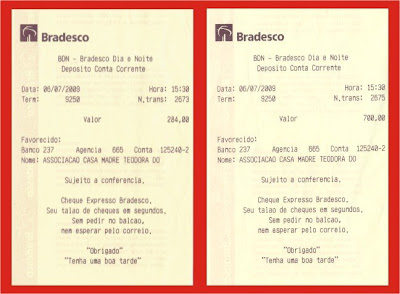 Bradesco
BDN - Bradesco Dia e Noite
Deposito Conta Corrente
Data: 06/07/2009 Hora: 15:30
Term: 9250 N.trans: 2673
Valor 284,00
Favorecido:
Banco 237 Agencia 665 Conta 125240-2
Nome: ASSOCIACAO CASA MADRE TEODORA DO
Sujeito a conferencia,
Cheque Expresso Bradesco,
Seu talao de cheques em segundos,
Sem pedir no balcao,
nem esperar pelo correio,
"Obrigado"
"Tenha uma boa tarde"
Bradesco
BDN - Bradesco Dia e Noite
Deposito Conta Corrente
Data: 06/07/2009 Hora: 15:30
Term: 9250 N.trans: 2675
Valor 700,00
Favorecido:
Banco 237 Agencia 665 Conta 125240-2
Nome: ASSOCIACAO CASA MADRE TEODORA DO
Sujeito a conferencia,
Cheque Expresso Bradesco,
Seu talao de cheques em segundos,
Sem pedir no balcao,
nem esperar pelo correio,
"Obrigado"
"Tenha uma boa tarde"